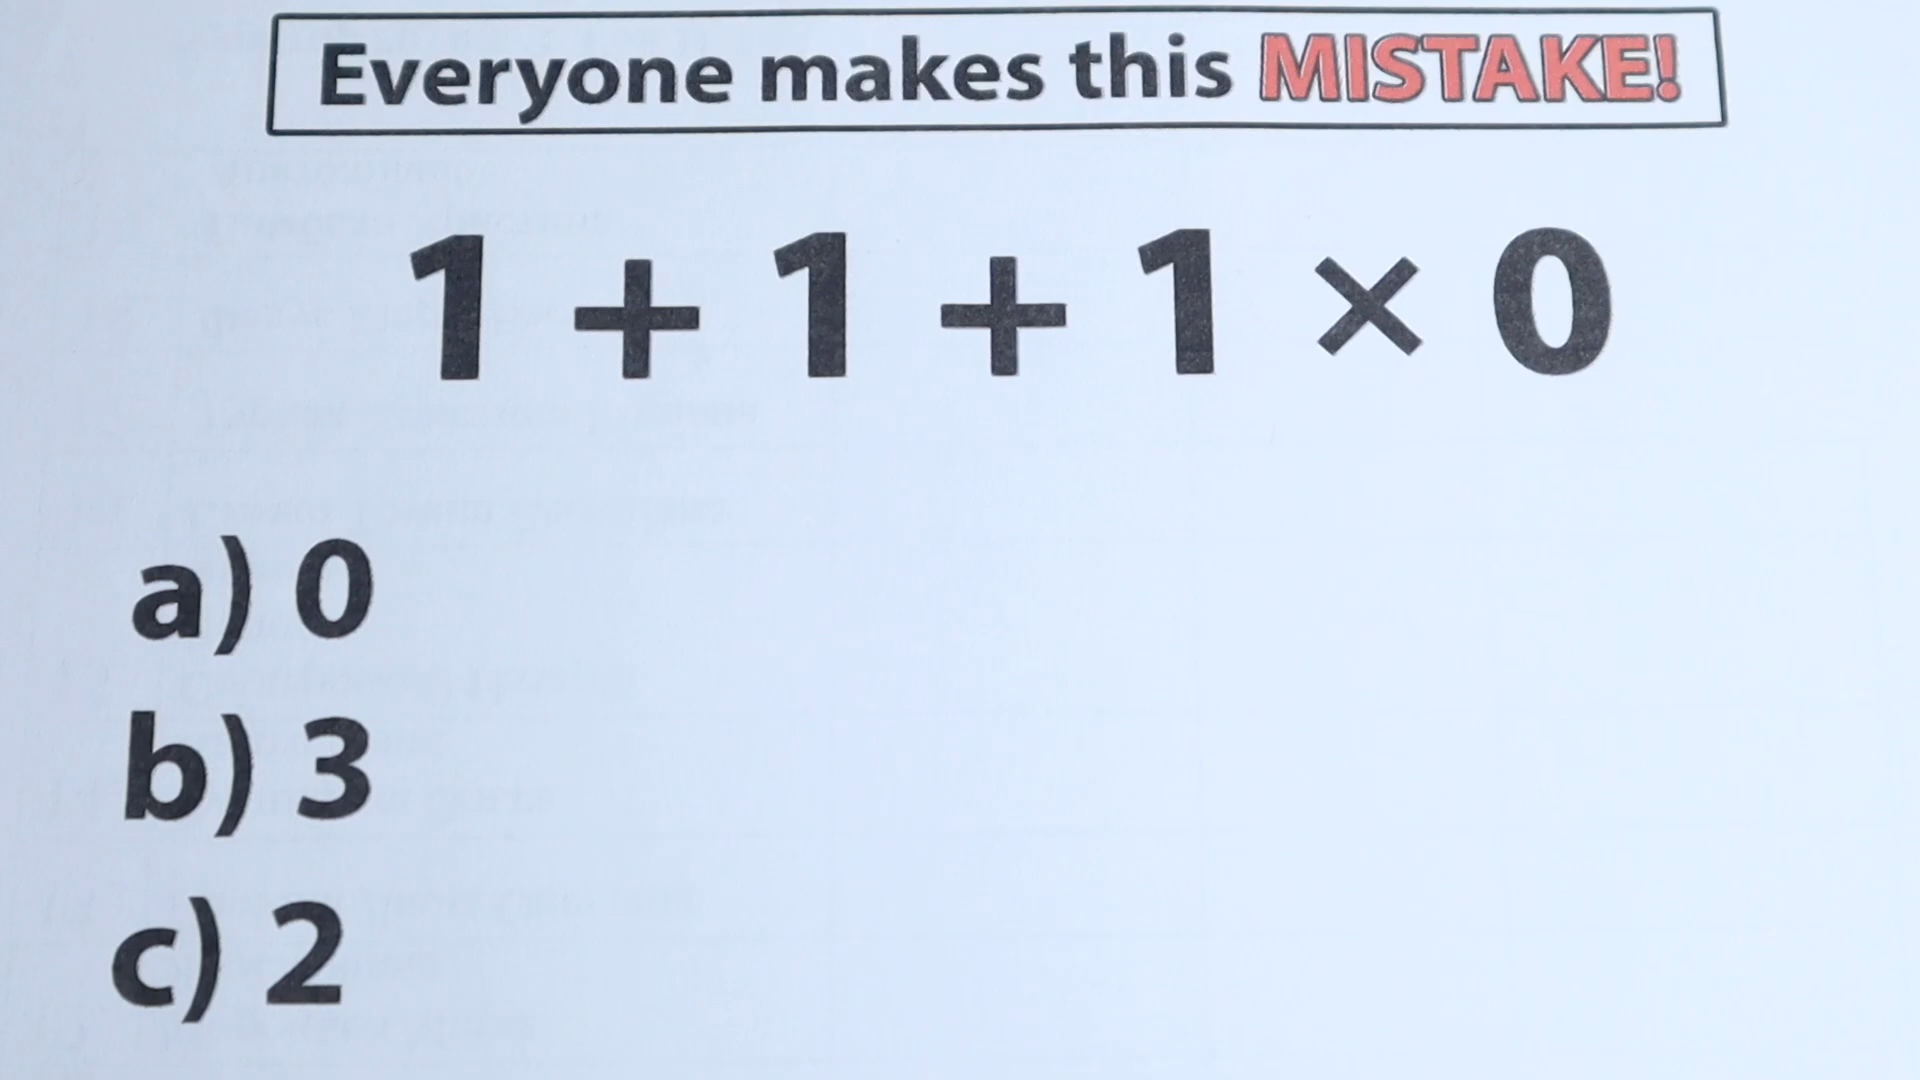 Everyone makes this MISTAKE!
1 + 1 + 1 × 0
a) 0
b) 3
c) 2